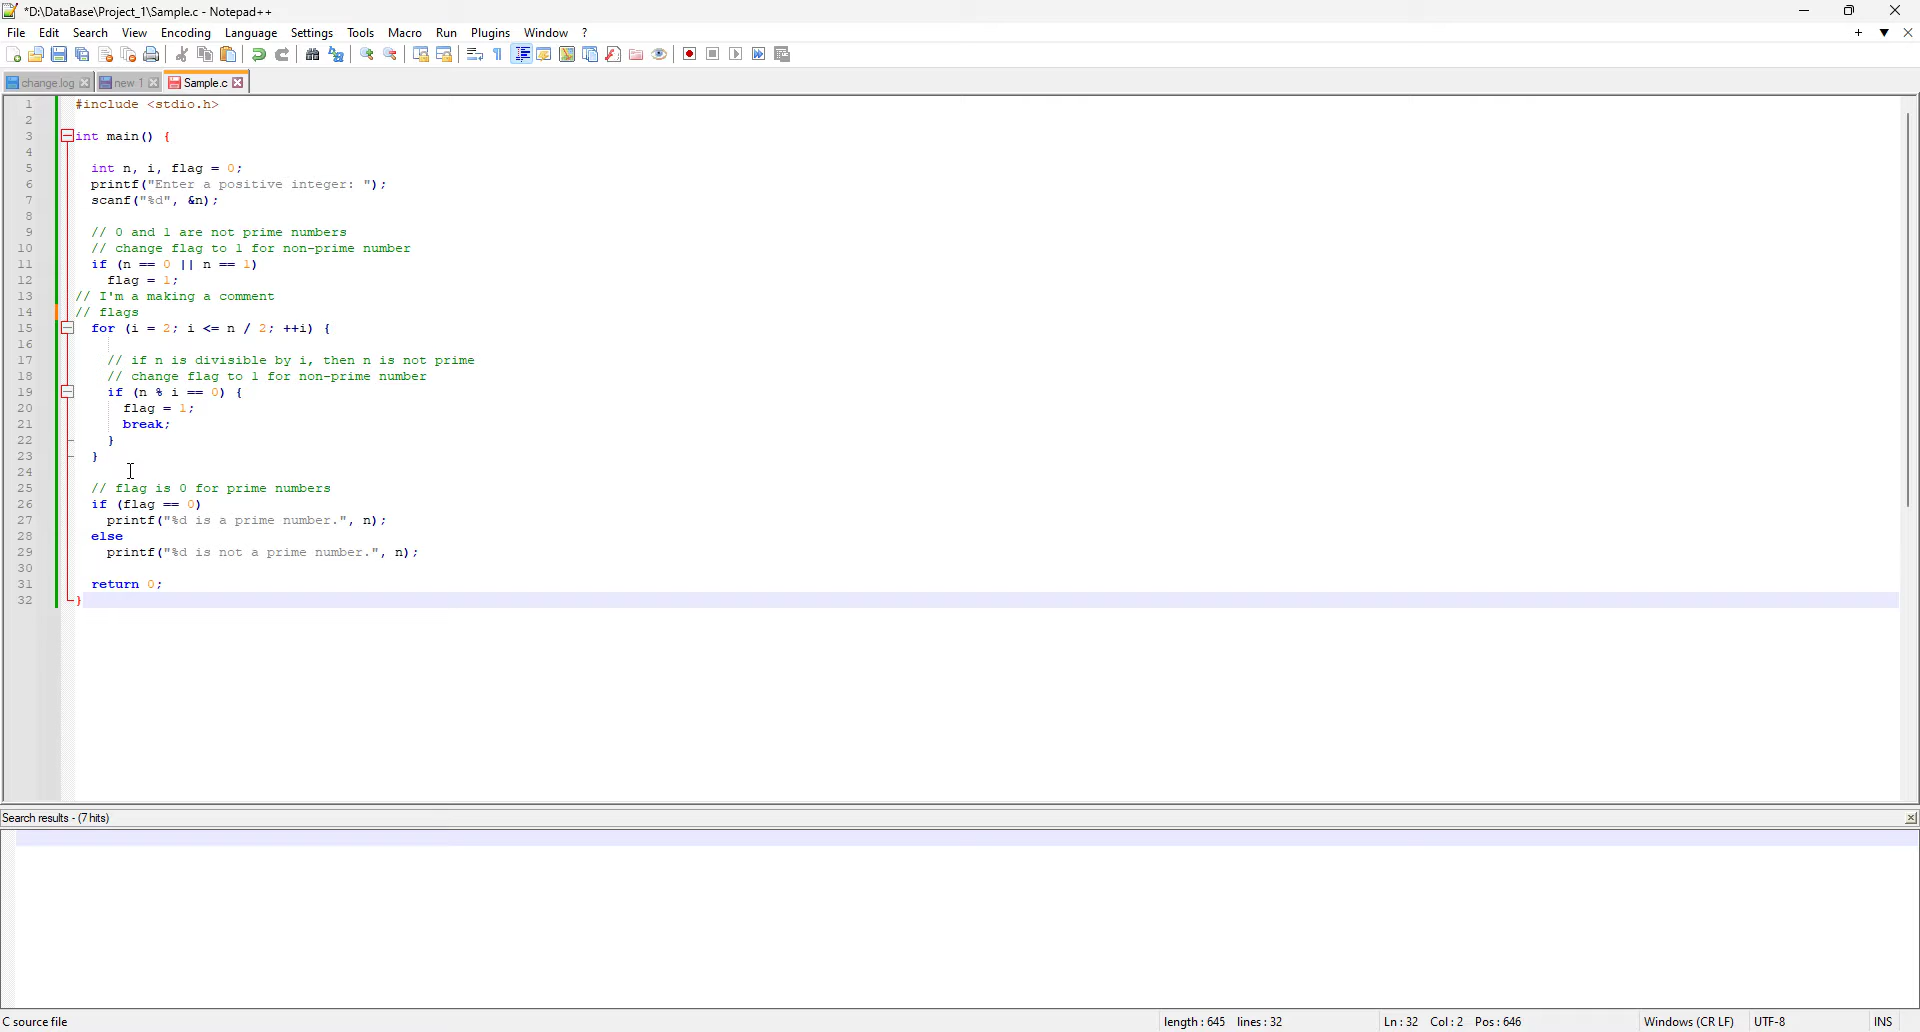 *D:\DataBase\Project_1\Sample.c - Notepad++
File Edit Search View Encoding Language Settings Tools Macro Run Plugins Window ?
change.log new 1 Sample.c
1 #include <stdio.h>
2
3 int main() {
4
5 int n, i, flag = 0;
6 printf("Enter a positive integer: ");
7 scanf("%d", &n);
8
9 // 0 and 1 are not prime numbers
10 // change flag to 1 for non-prime number
11 if (n == 0 || n == 1)
12 flag = 1;
13 // I'm a making a comment
14 // flags
15 for (i = 2; i <= n / 2; ++i) {
16
17 // if n is divisible by i, then n is not prime
18 // change flag to 1 for non-prime number
19 if (n % i == 0) {
20 flag = 1;
21 break;
22 }
23 }
24
25 // flag is 0 for prime numbers
26 if (flag == 0)
27 printf("%d is a prime number.", n);
28 else
29 printf("%d is not a prime number.", n);
30
31 return 0;
32 }
Search results - (7 hits)
C source file length : 645 lines : 32 Ln : 32 Col : 2 Pos : 646 Windows (CR LF) UTF-8 INS